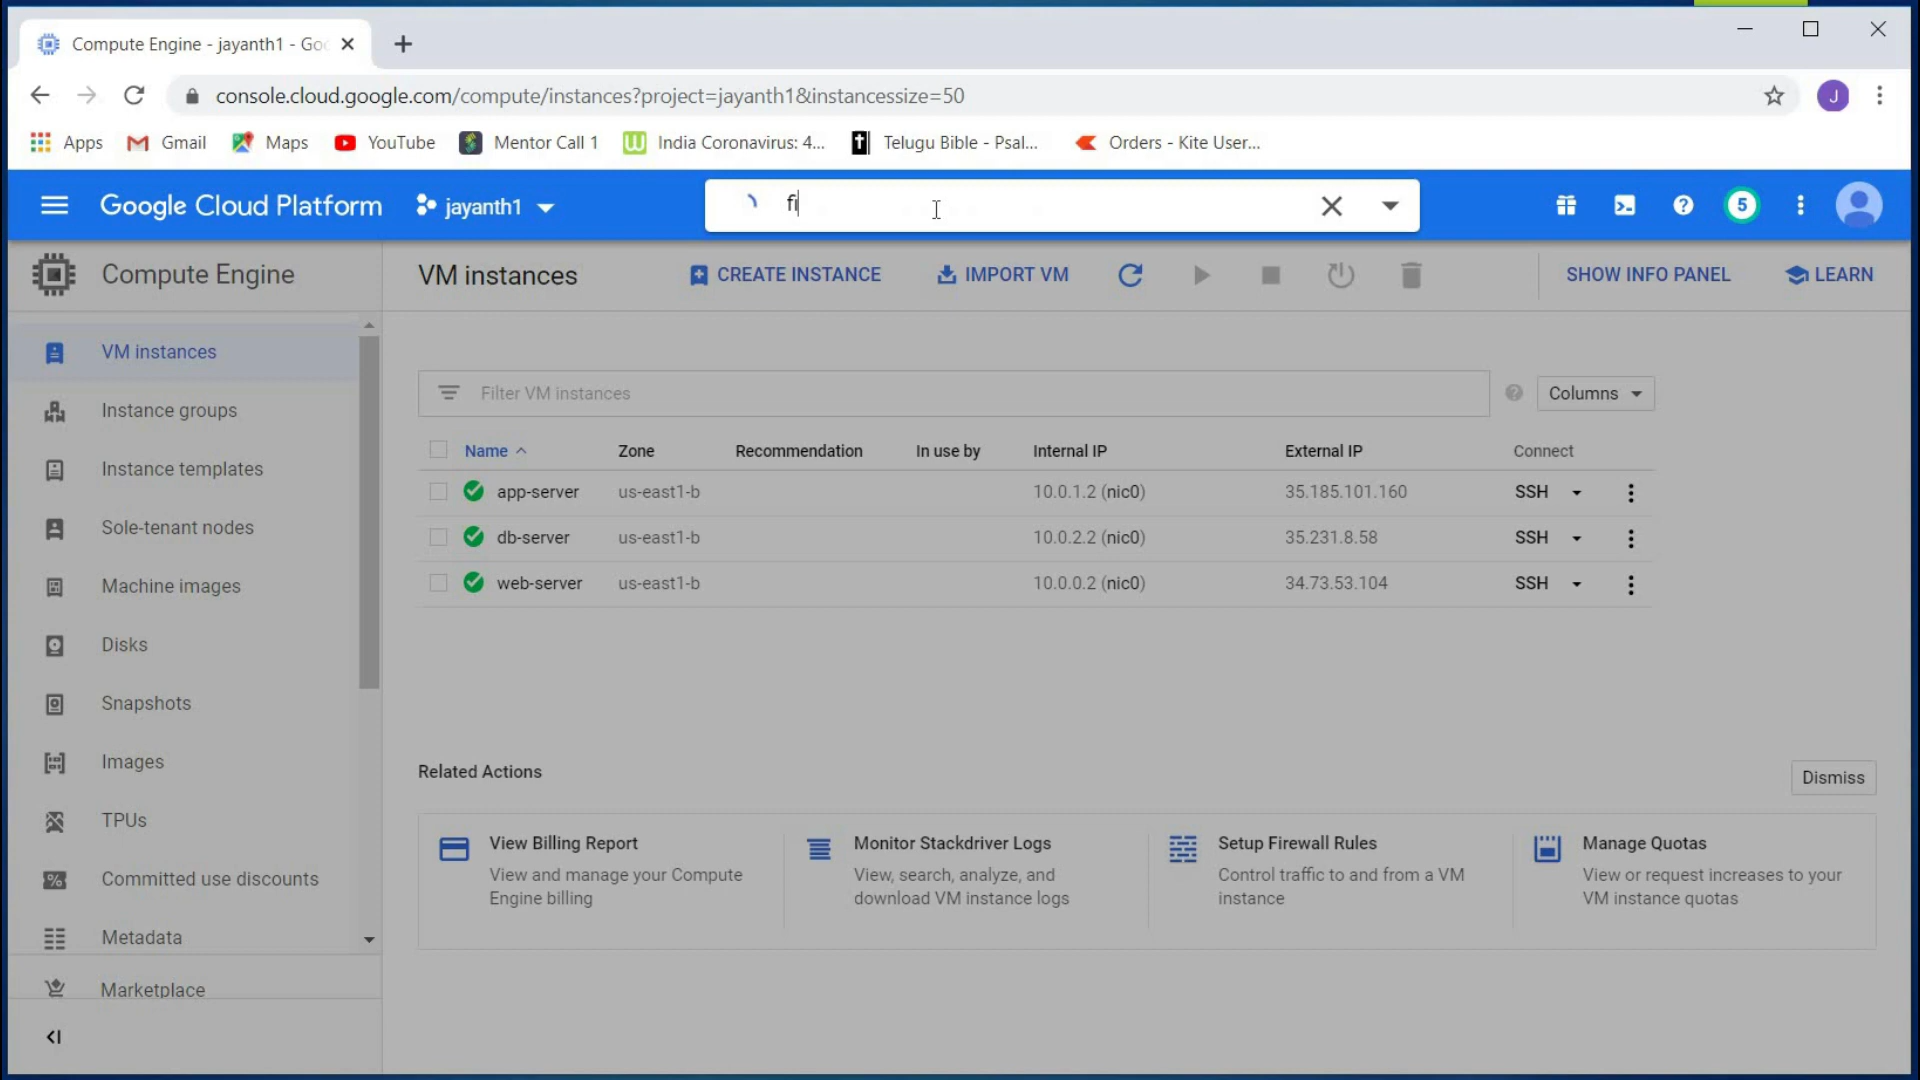 Compute Engine - jayanth1 - Goo
console.cloud.google.com/compute/instances?project=jayanth1&instancessize=50
J
Apps
Gmail
Maps
YouTube
Mentor Call 1
India Coronavirus: 4...
Telugu Bible - Psal...
Orders - Kite User...
Google Cloud Platform
jayanth1
fi
5
Compute Engine
VM instances
CREATE INSTANCE
IMPORT VM
SHOW INFO PANEL
LEARN
VM instances
Instance groups
Instance templates
Sole-tenant nodes
Machine images
Disks
Snapshots
Images
TPUs
Committed use discounts
Metadata
Marketplace
Filter VM instances
Columns
Name Zone Recommendation In use by Internal IP External IP Connect
app-server us-east1-b 10.0.1.2 (nic0) 35.185.101.160 SSH
db-server us-east1-b 10.0.2.2 (nic0) 35.231.8.58 SSH
web-server us-east1-b 10.0.0.2 (nic0) 34.73.53.104 SSH
Related Actions
Dismiss
View Billing Report
View and manage your Compute
Engine billing
Monitor Stackdriver Logs
View, search, analyze, and
download VM instance logs
Setup Firewall Rules
Control traffic to and from a VM
instance
Manage Quotas
View or request increases to your
VM instance quotas